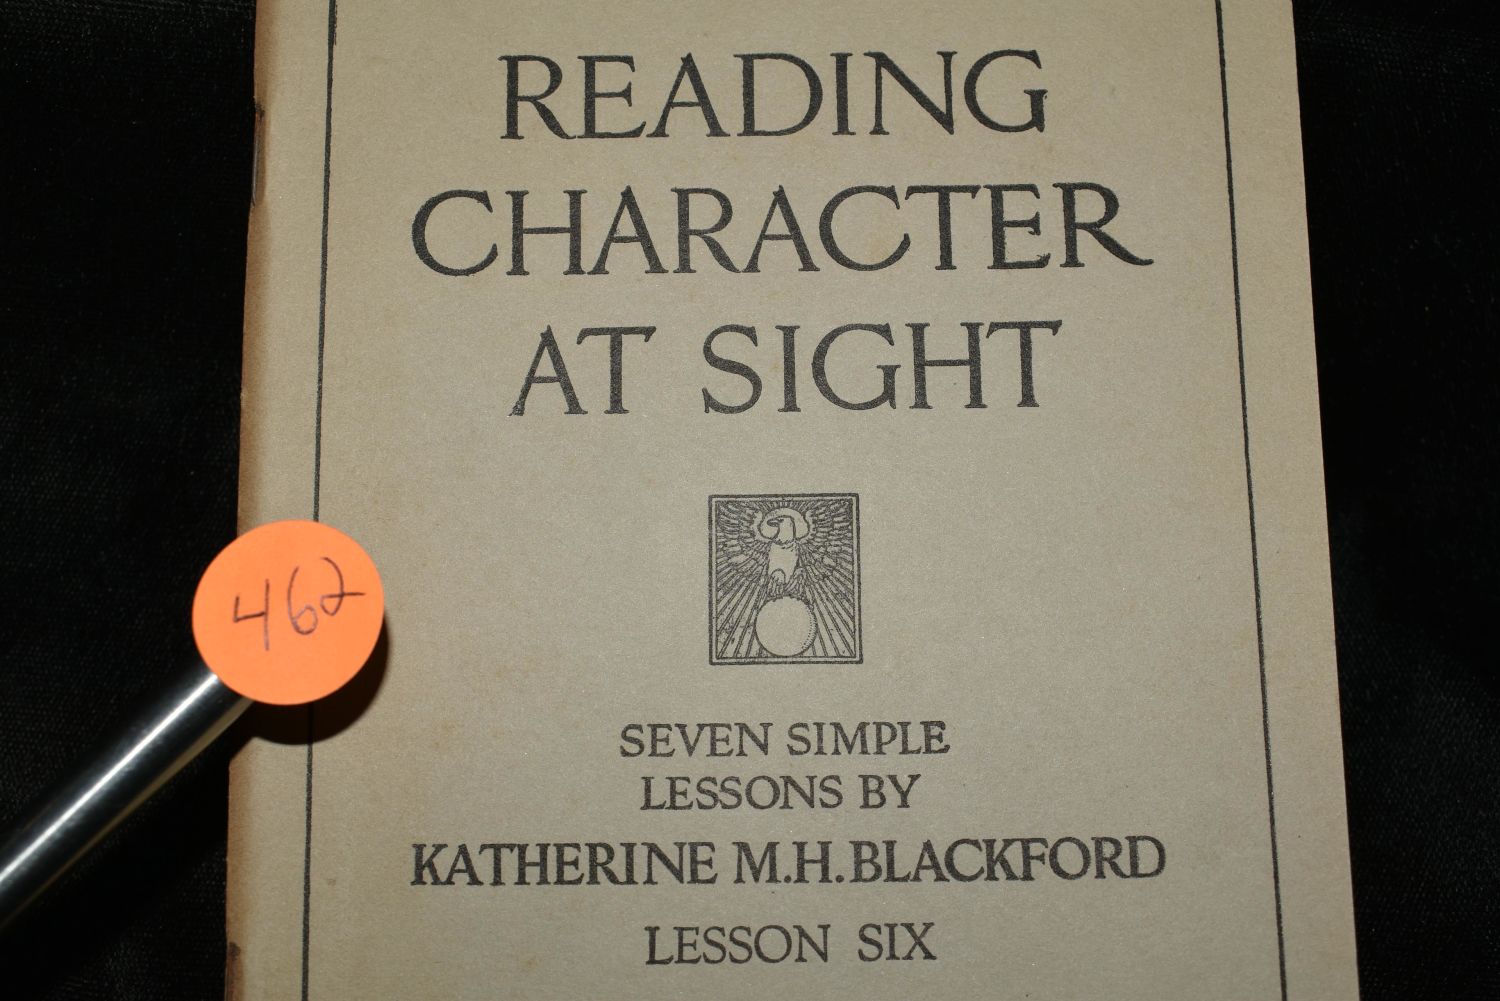 READING
CHARACTER
AT SIGHT
462
SEVEN SIMPLE
LESSONS BY
KATHERINE M.H. BLACKFORD
LESSON SIX